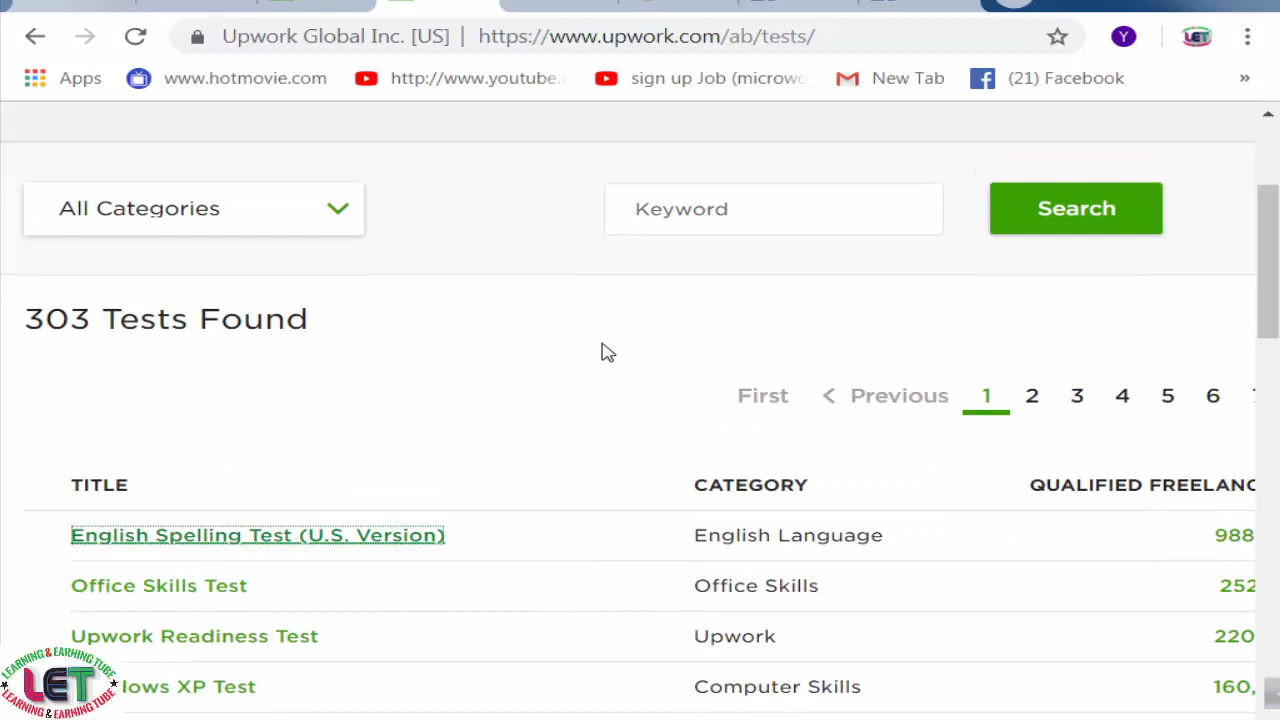 Upwork Global Inc. [US] | https://www.upwork.com/ab/tests/ Y LET
Apps www.hotmovie.com http://www.youtube. sign up Job (microwo New Tab (21) Facebook »
All Categories Keyword Search
303 Tests Found
First < Previous 1 2 3 4 5 6
TITLE CATEGORY QUALIFIED FREELANC
English Spelling Test (U.S. Version) English Language 988
Office Skills Test Office Skills 252
Upwork Readiness Test Upwork 220
lows XP Test Computer Skills 160,
LEARNING & EARNING TUBE
LET
LEARNING & EARNING TUBE